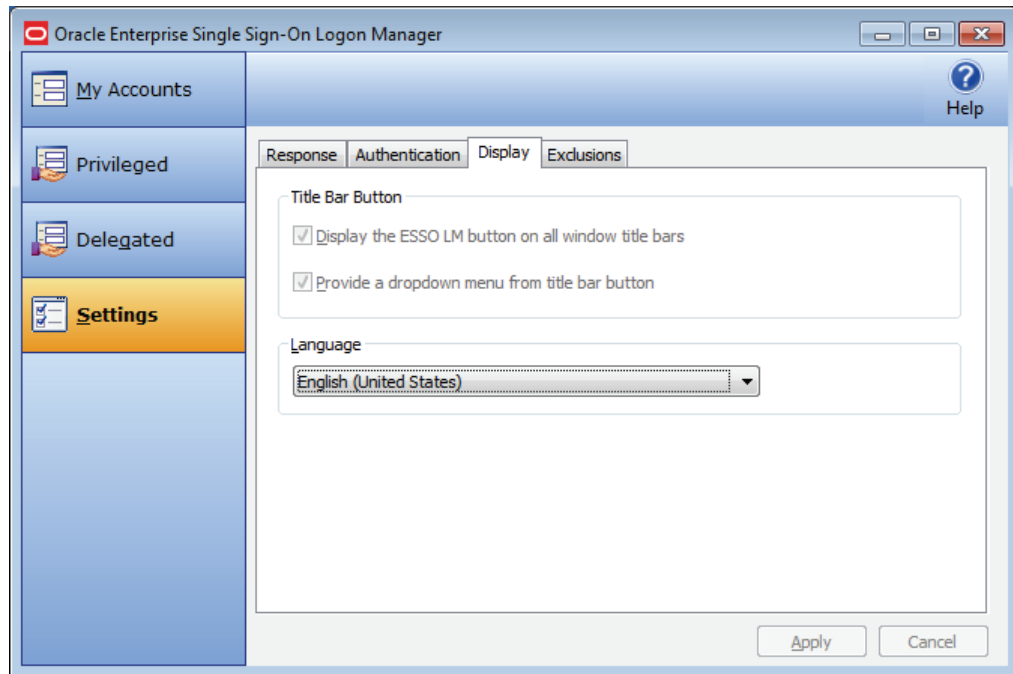 Oracle Enterprise Single Sign-On Logon Manager
My Accounts
Help
Privileged
Delegated
Settings
Response Authentication Display Exclusions
Title Bar Button
Display the ESSO LM button on all window title bars
Provide a dropdown menu from title bar button
Language
English (United States)
Apply Cancel